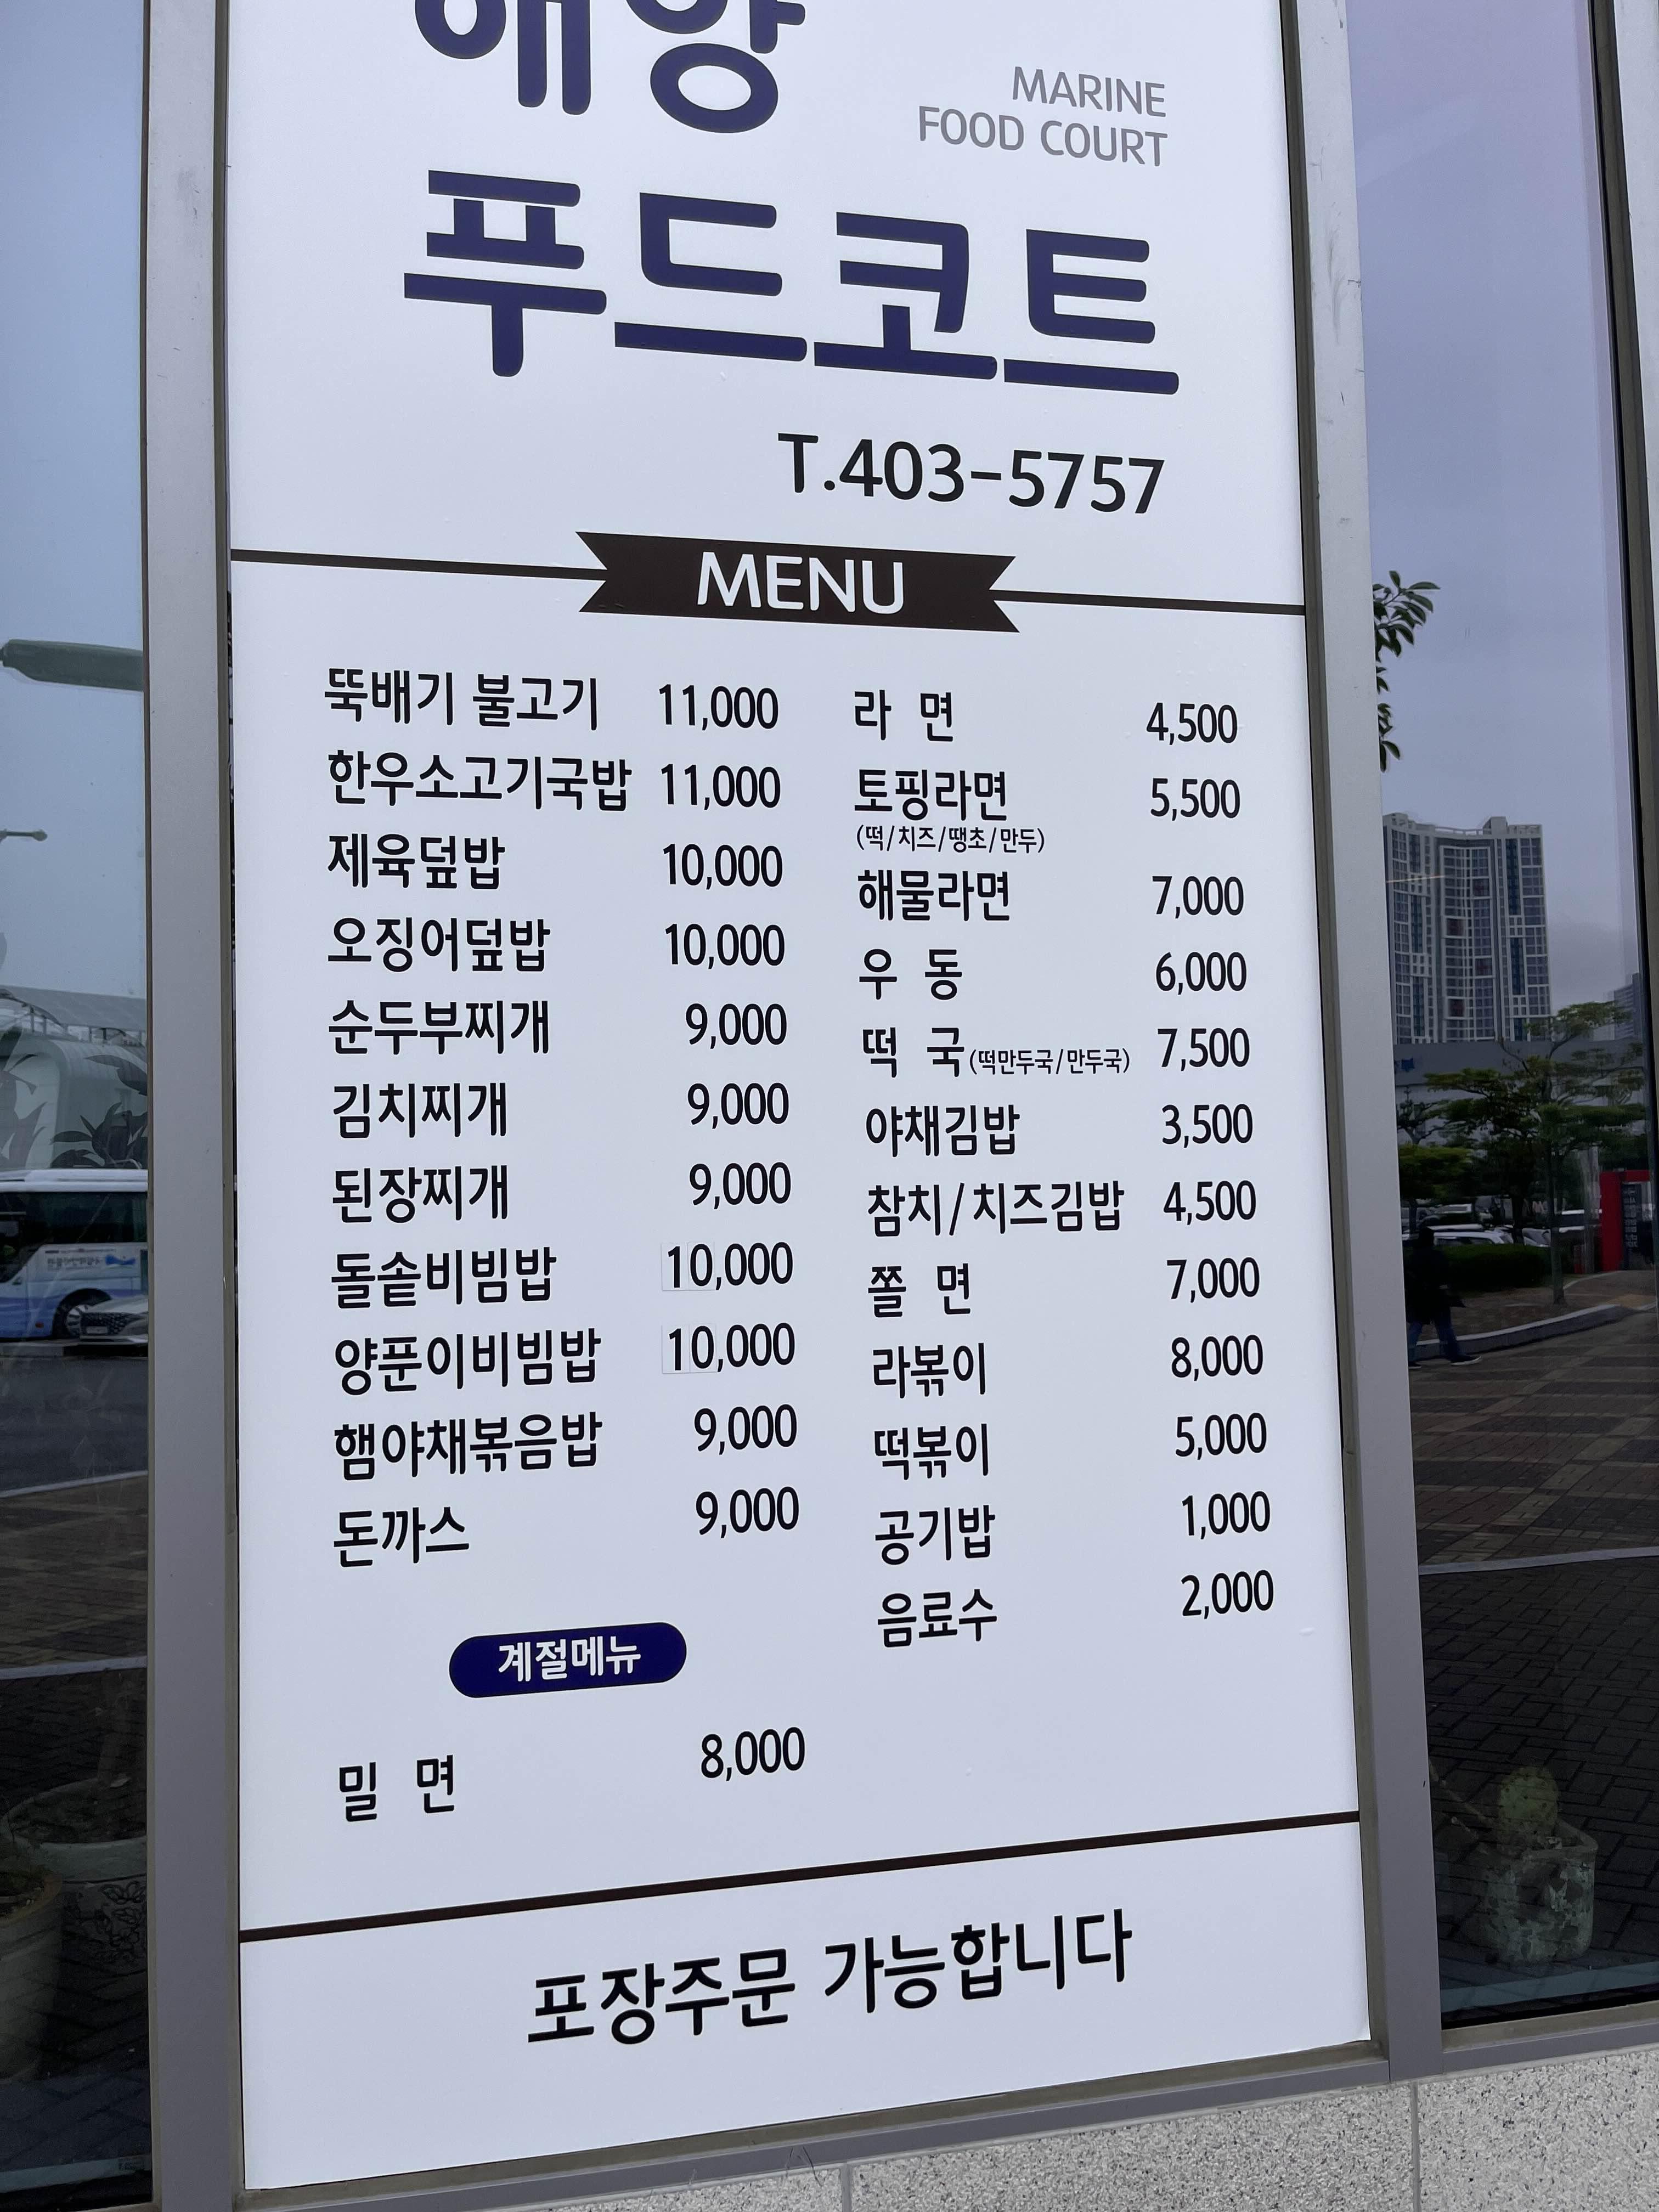 해양
MARINE
FOOD COURT
푸드코트
T.403-5757
MENU
뚝배기 불고기 11,000
한우소고기국밥 11,000
제육덮밥 10,000
오징어덮밥 10,000
순두부찌개 9,000
김치찌개 9,000
된장찌개 9,000
돌솥비빔밥 10,000
양푼이비빔밥 10,000
햄야채볶음밥 9,000
돈까스 9,000
계절메뉴
밀 면 8,000
라 면 4,500
토핑라면 5,500
(떡/치즈/땡초/만두)
해물라면 7,000
우 동 6,000
떡 국(떡만두국/만두국) 7,500
야채김밥 3,500
참치/치즈김밥 4,500
쫄 면 7,000
라볶이 8,000
떡볶이 5,000
공기밥 1,000
음료수 2,000
포장주문 가능합니다